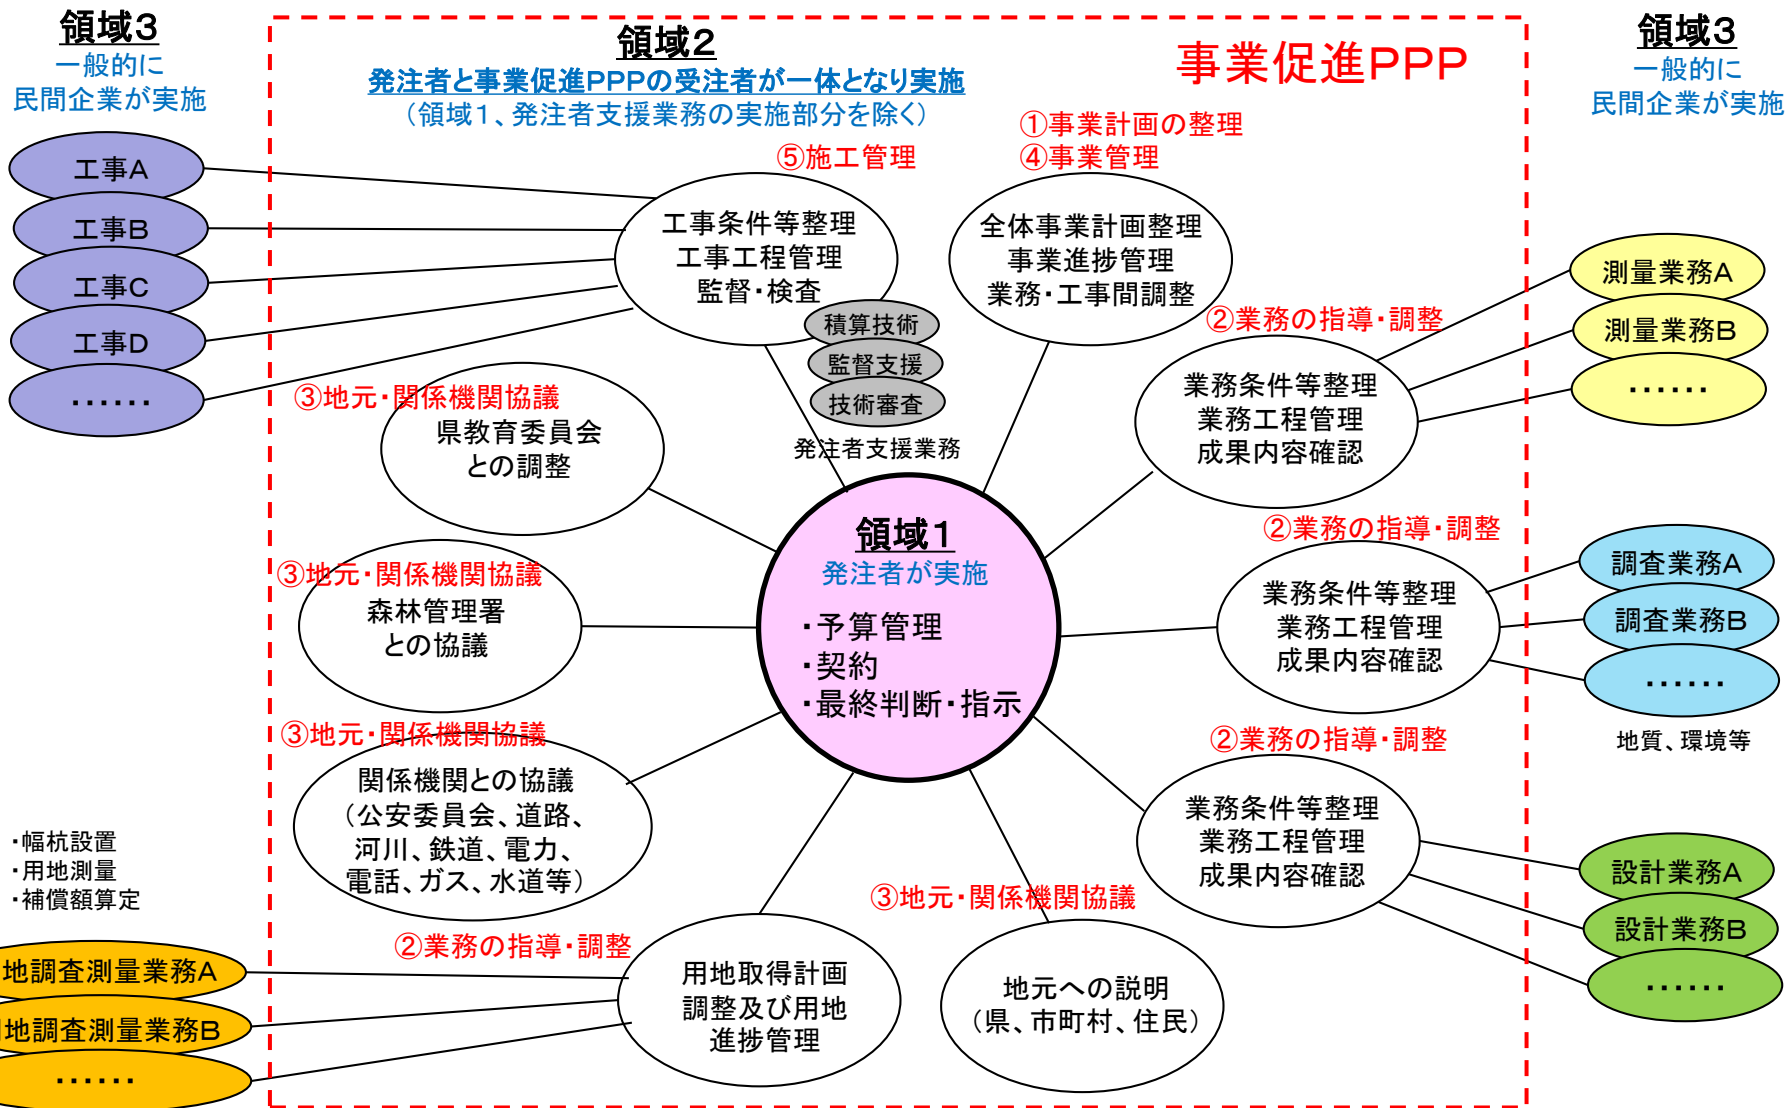 領域3
一般的に
民間企業が実施
工事A
工事B
工事C
工事D
・・・・・・
領域2
発注者と事業促進PPPの受注者が一体となり実施
（領域1、発注者支援業務の実施部分を除く）
事業促進PPP
領域3
一般的に
民間企業が実施
⑤施工管理
工事条件等整理
工事工程管理
監督・検査
積算技術
監督支援
技術審査
発注者支援業務
①事業計画の整理
④事業管理
全体事業計画整理
事業進捗管理
業務・工事間調整
②業務の指導・調整
業務条件等整理
業務工程管理
成果内容確認
測量業務A
測量業務B
・・・・・・
③地元・関係機関協議
県教育委員会
との調整
③地元・関係機関協議
森林管理署
との協議
領域1
発注者が実施
・予算管理
・契約
・最終判断・指示
②業務の指導・調整
業務条件等整理
業務工程管理
成果内容確認
調査業務A
調査業務B
・・・・・・
地質、環境等
③地元・関係機関協議
関係機関との協議
（公安委員会、道路、
河川、鉄道、電力、
電話、ガス、水道等）
②業務の指導・調整
業務条件等整理
業務工程管理
成果内容確認
設計業務A
設計業務B
・・・・・・
・幅杭設置
・用地測量
・補償額算定
地調査測量業務A
地調査測量業務B
・・・・・・
②業務の指導・調整
用地取得計画
調整及び用地
進捗管理
③地元・関係機関協議
地元への説明
（県、市町村、住民）